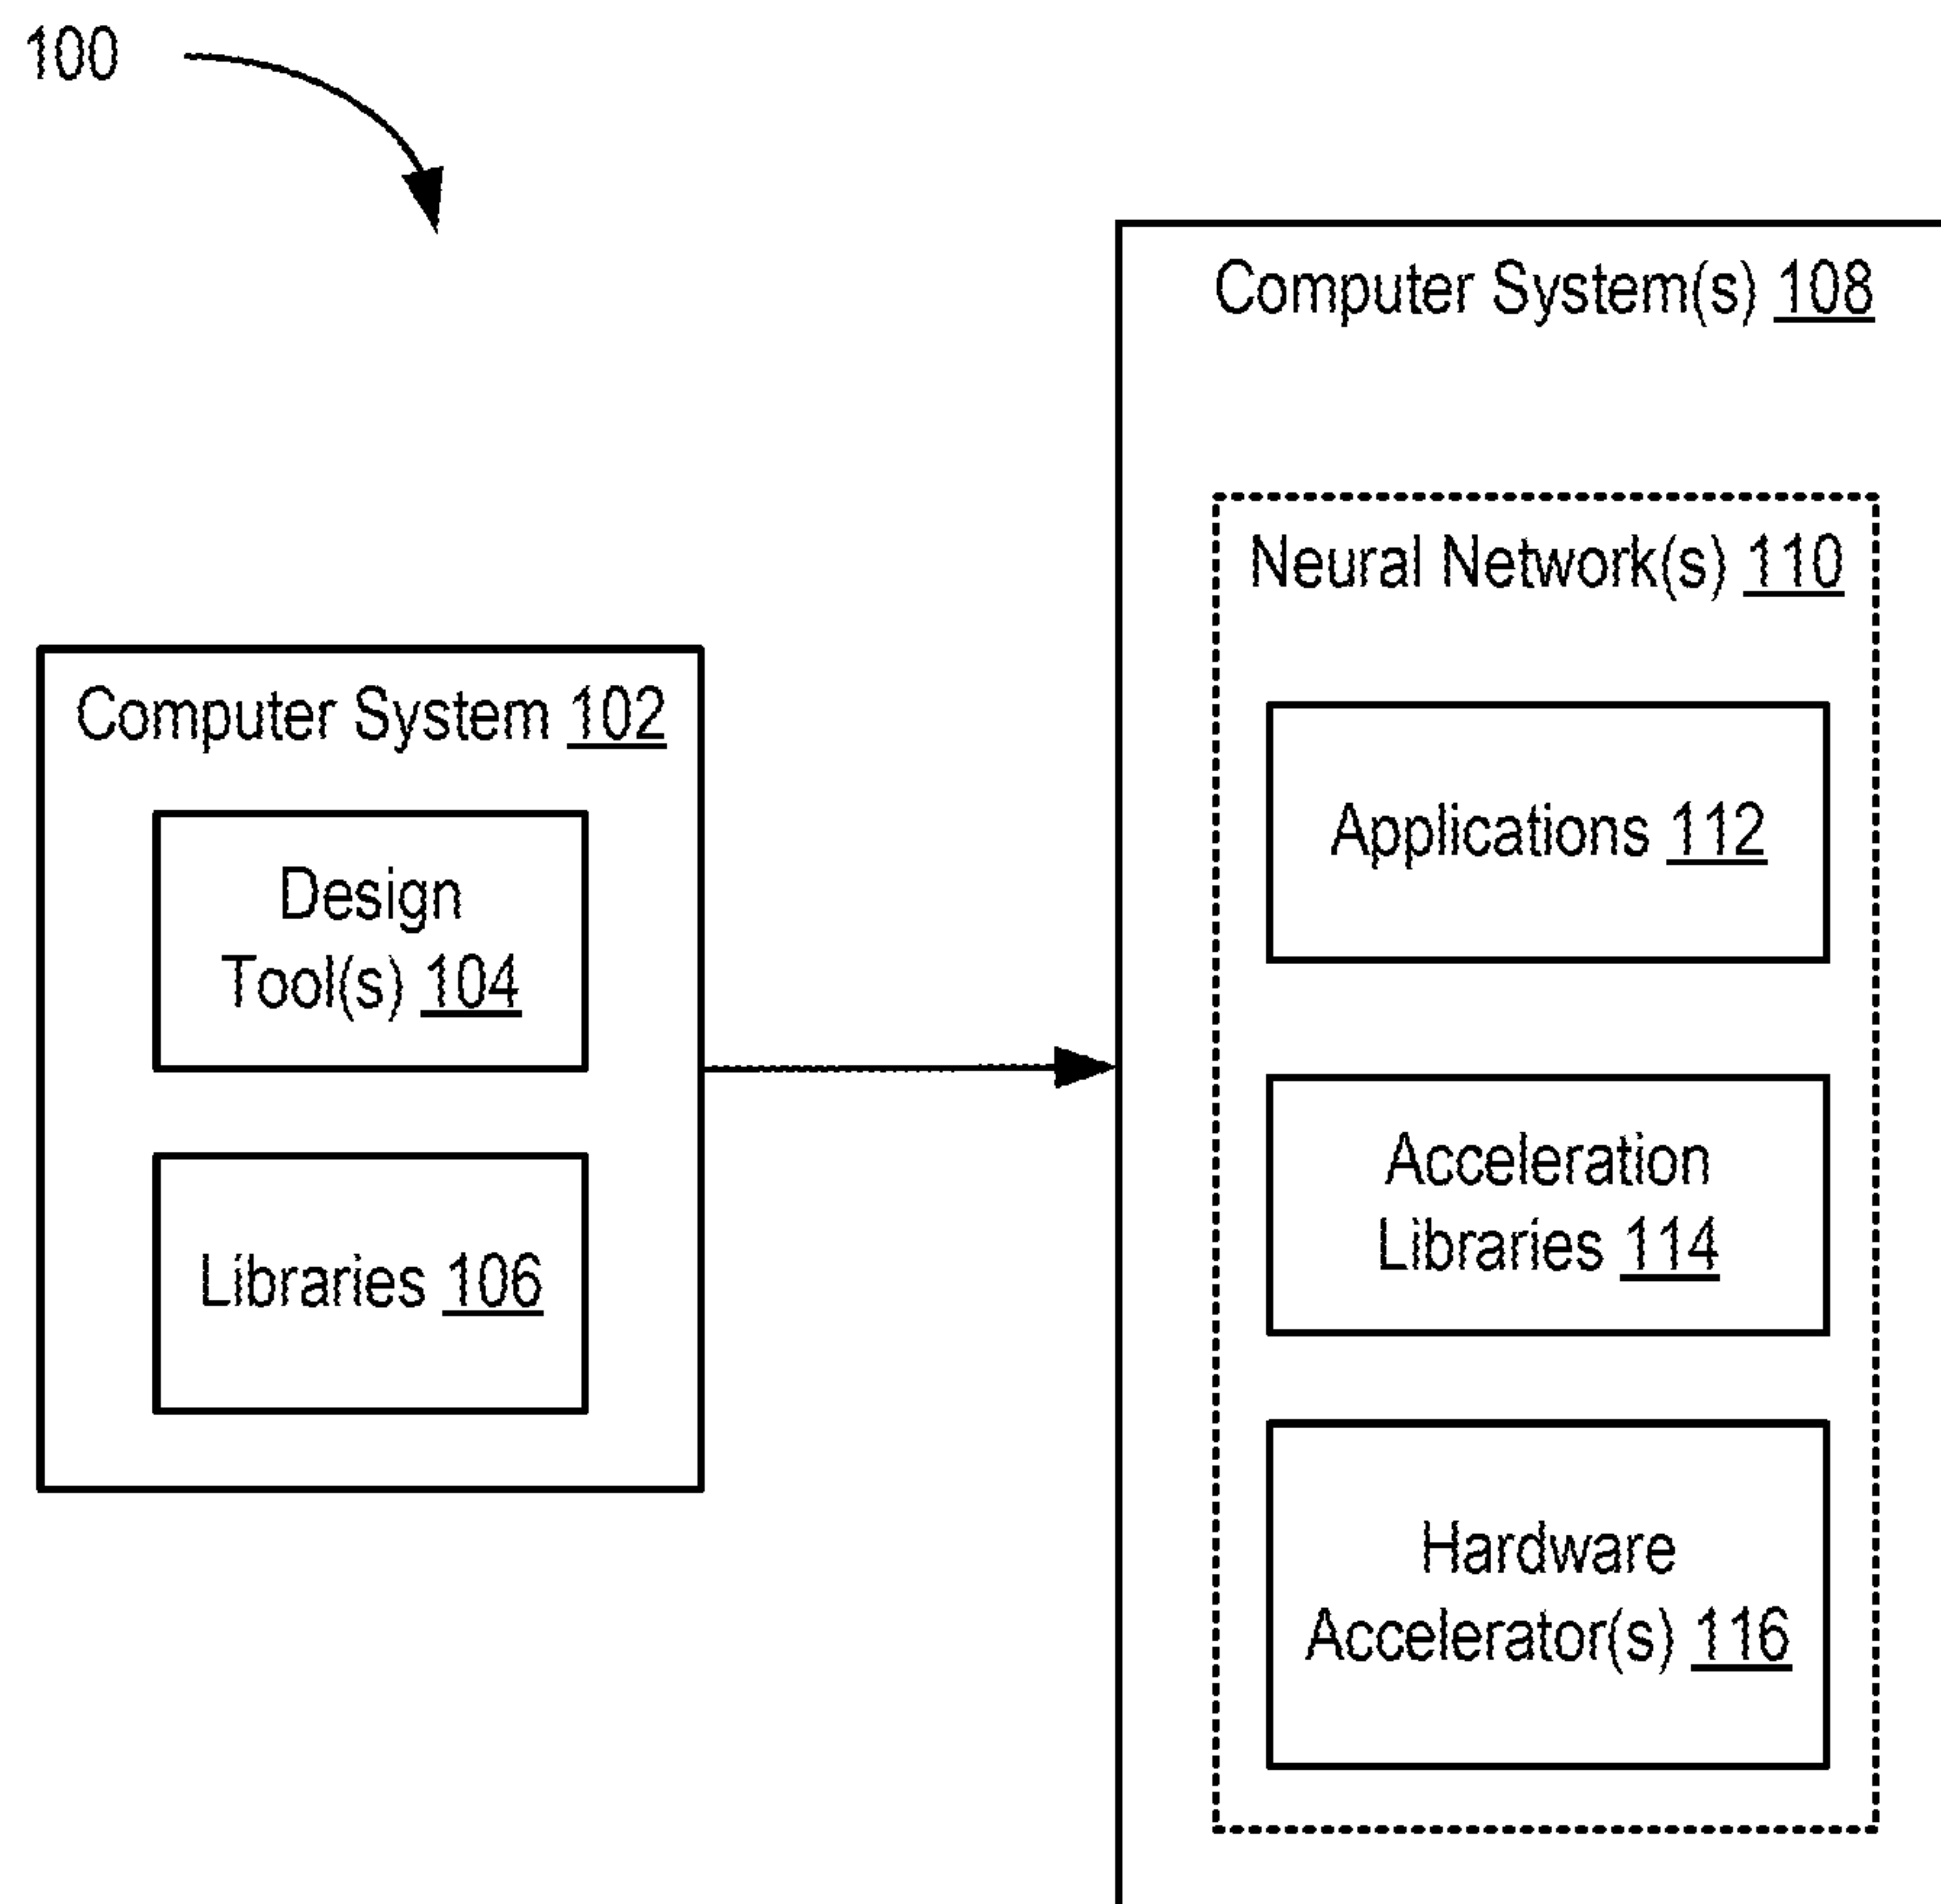 100
Computer System 102
Design
Tool(s) 104
Libraries 106
Computer System(s) 108
Neural Network(s) 110
Applications 112
Acceleration
Libraries 114
Hardware
Accelerator(s) 116